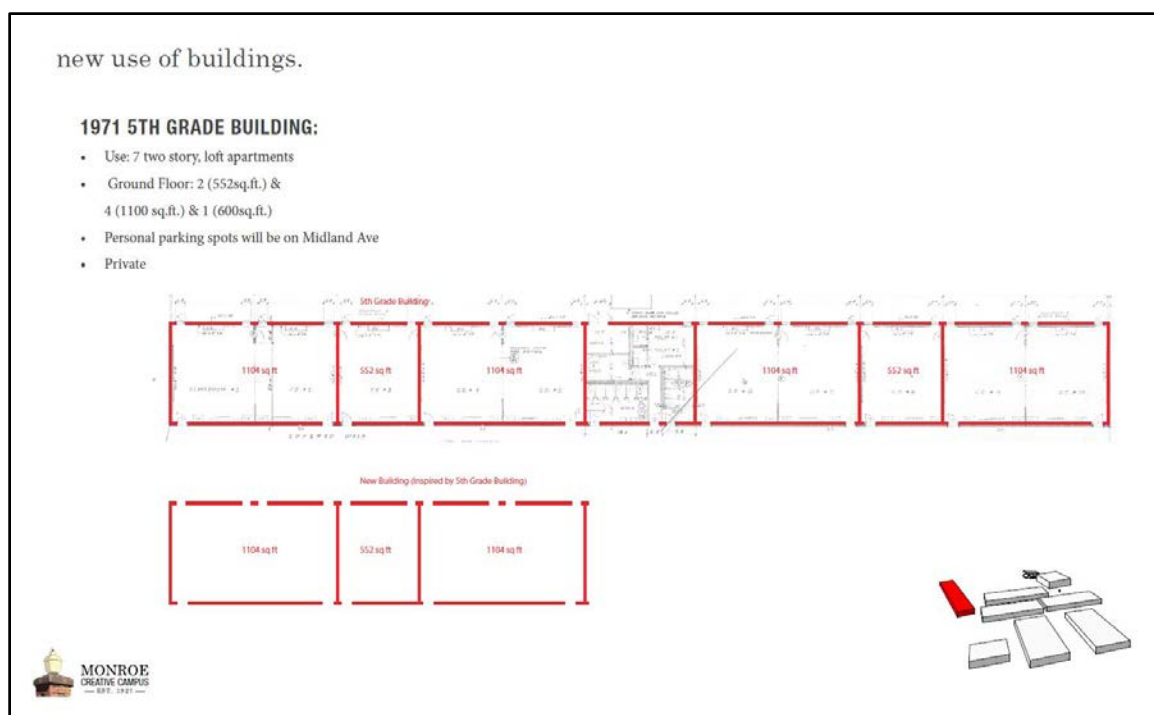 new use of buildings.
1971 5TH GRADE BUILDING:
• Use: 7 two story, loft apartments
• Ground Floor: 2 (552sq.ft.) &
4 (1100 sq.ft.) & 1 (600sq.ft.)
• Personal parking spots will be on Midland Ave
• Private
5th Grade Building
1104 sq ft
552 sq ft
1104 sq ft
1104 sq ft
552 sq ft
1104 sq ft
New Building (Inspired by 5th Grade Building)
1104 sq ft
552 sq ft
1104 sq ft
MONROE
CREATIVE CAMPUS
EST. 1927